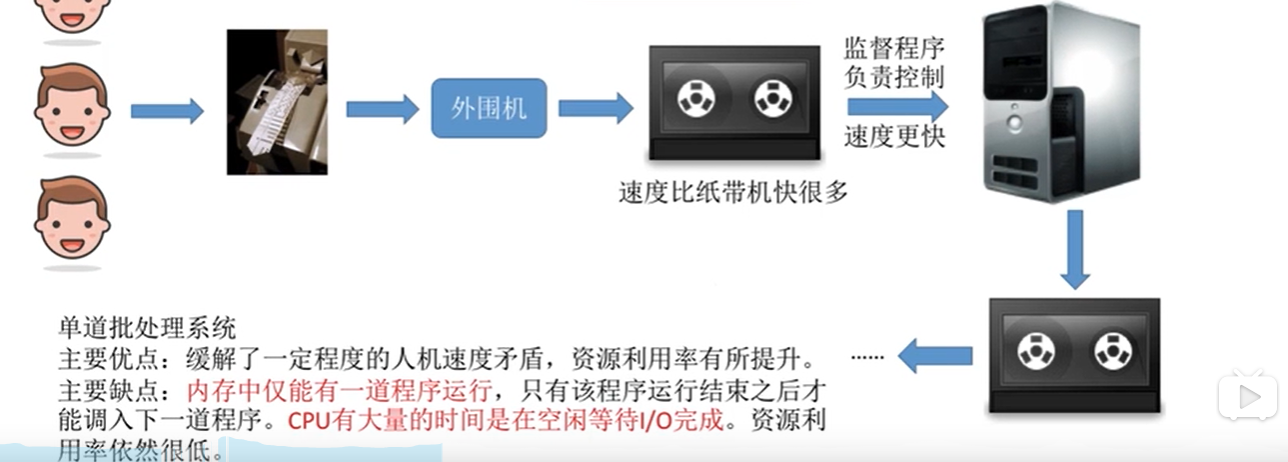 监督程序
负责控制
外围机
速度更快
速度比纸带机快很多
单道批处理系统
主要优点：缓解了一定程度的人机速度矛盾，资源利用率有所提升。
......
主要缺点：内存中仅能有一道程序运行，只有该程序运行结束之后才
能调入下一道程序。CPU有大量的时间是在空闲等待I/O完成。资源利
用率依然很低。